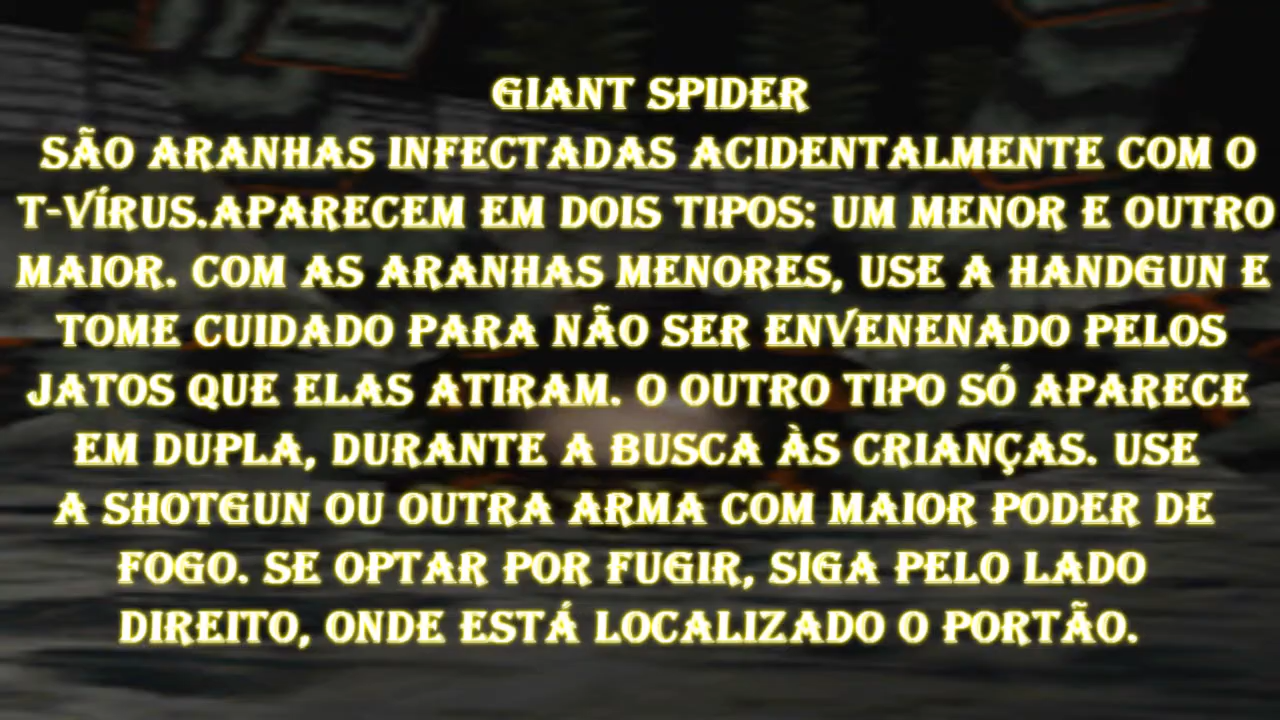 GIANT SPIDER
SÃO ARANHAS INFECTADAS ACIDENTALMENTE COM O
T-VÍRUS.APARECEM EM DOIS TIPOS: UM MENOR E OUTRO
MAIOR. COM AS ARANHAS MENORES, USE A HANDGUN E
TOME CUIDADO PARA NÃO SER ENVENENADO PELOS
JATOS QUE ELAS ATIRAM. O OUTRO TIPO SÓ APARECE
EM DUPLA, DURANTE A BUSCA ÀS CRIANÇAS. USE
A SHOTGUN OU OUTRA ARMA COM MAIOR PODER DE
FOGO. SE OPTAR POR FUGIR, SIGA PELO LADO
DIREITO, ONDE ESTÁ LOCALIZADO O PORTÃO.